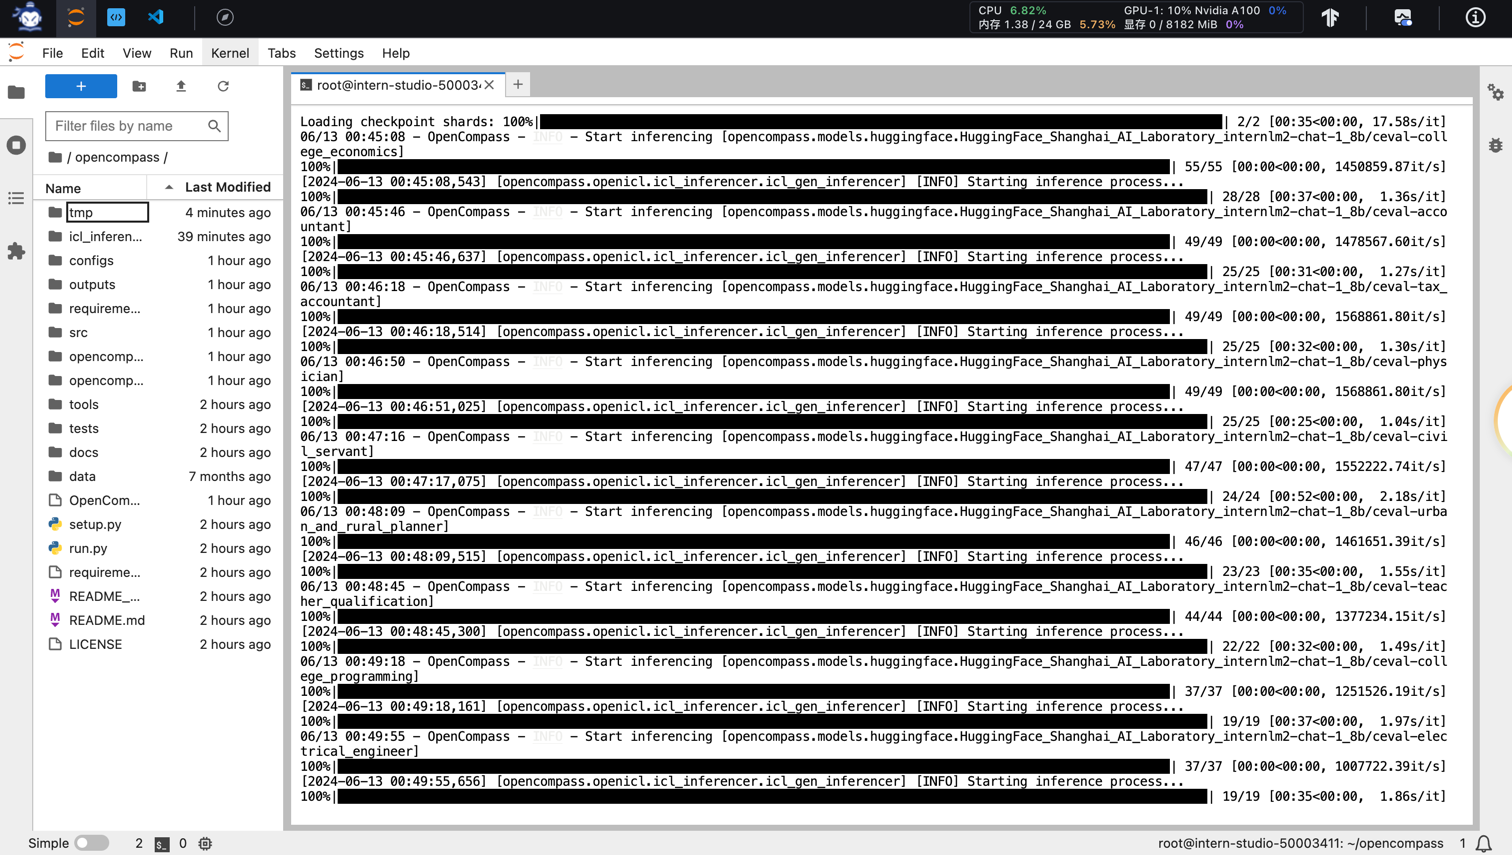 CPU 6.82% GPU-1: 10% Nvidia A100 0%
内存 1.38 / 24 GB 5.73% 显存 0 / 8182 MiB 0%
File Edit View Run Kernel Tabs Settings Help
root@intern-studio-500034
Filter files by name
/ opencompass /
Name Last Modified
tmp 4 minutes ago
icl_inferen... 39 minutes ago
configs 1 hour ago
outputs 1 hour ago
requireme... 1 hour ago
src 1 hour ago
opencomp... 1 hour ago
opencomp... 1 hour ago
tools 2 hours ago
tests 2 hours ago
docs 2 hours ago
data 7 months ago
OpenCom... 1 hour ago
setup.py 2 hours ago
run.py 2 hours ago
requireme... 2 hours ago
README_... 2 hours ago
README.md 2 hours ago
LICENSE 2 hours ago
Loading checkpoint shards: 100%| | 2/2 [00:35<00:00, 17.58s/it]
06/13 00:45:08 - OpenCompass - INFO - Start inferencing [opencompass.models.huggingface.HuggingFace_Shanghai_AI_Laboratory_internlm2-chat-1_8b/ceval-coll
ege_economics]
100%| | 55/55 [00:00<00:00, 1450859.87it/s]
[2024-06-13 00:45:08,543] [opencompass.openicl.icl_inferencer.icl_gen_inferencer] [INFO] Starting inference process...
100%| | 28/28 [00:37<00:00, 1.36s/it]
06/13 00:45:46 - OpenCompass - INFO - Start inferencing [opencompass.models.huggingface.HuggingFace_Shanghai_AI_Laboratory_internlm2-chat-1_8b/ceval-acco
untant]
100%| | 49/49 [00:00<00:00, 1478567.60it/s]
[2024-06-13 00:45:46,637] [opencompass.openicl.icl_inferencer.icl_gen_inferencer] [INFO] Starting inference process...
100%| | 25/25 [00:31<00:00, 1.27s/it]
06/13 00:46:18 - OpenCompass - INFO - Start inferencing [opencompass.models.huggingface.HuggingFace_Shanghai_AI_Laboratory_internlm2-chat-1_8b/ceval-tax_
accountant]
100%| | 49/49 [00:00<00:00, 1568861.80it/s]
[2024-06-13 00:46:18,514] [opencompass.openicl.icl_inferencer.icl_gen_inferencer] [INFO] Starting inference process...
100%| | 25/25 [00:32<00:00, 1.30s/it]
06/13 00:46:50 - OpenCompass - INFO - Start inferencing [opencompass.models.huggingface.HuggingFace_Shanghai_AI_Laboratory_internlm2-chat-1_8b/ceval-phys
ician]
100%| | 49/49 [00:00<00:00, 1568861.80it/s]
[2024-06-13 00:46:51,025] [opencompass.openicl.icl_inferencer.icl_gen_inferencer] [INFO] Starting inference process...
100%| | 25/25 [00:25<00:00, 1.04s/it]
06/13 00:47:16 - OpenCompass - INFO - Start inferencing [opencompass.models.huggingface.HuggingFace_Shanghai_AI_Laboratory_internlm2-chat-1_8b/ceval-civi
l_servant]
100%| | 47/47 [00:00<00:00, 1552222.74it/s]
[2024-06-13 00:47:17,075] [opencompass.openicl.icl_inferencer.icl_gen_inferencer] [INFO] Starting inference process...
100%| | 24/24 [00:52<00:00, 2.18s/it]
06/13 00:48:09 - OpenCompass - INFO - Start inferencing [opencompass.models.huggingface.HuggingFace_Shanghai_AI_Laboratory_internlm2-chat-1_8b/ceval-urba
n_and_rural_planner]
100%| | 46/46 [00:00<00:00, 1461651.39it/s]
[2024-06-13 00:48:09,515] [opencompass.openicl.icl_inferencer.icl_gen_inferencer] [INFO] Starting inference process...
100%| | 23/23 [00:35<00:00, 1.55s/it]
06/13 00:48:45 - OpenCompass - INFO - Start inferencing [opencompass.models.huggingface.HuggingFace_Shanghai_AI_Laboratory_internlm2-chat-1_8b/ceval-teac
her_qualification]
100%| | 44/44 [00:00<00:00, 1377234.15it/s]
[2024-06-13 00:48:45,300] [opencompass.openicl.icl_inferencer.icl_gen_inferencer] [INFO] Starting inference process...
100%| | 22/22 [00:32<00:00, 1.49s/it]
06/13 00:49:18 - OpenCompass - INFO - Start inferencing [opencompass.models.huggingface.HuggingFace_Shanghai_AI_Laboratory_internlm2-chat-1_8b/ceval-coll
ege_programming]
100%| | 37/37 [00:00<00:00, 1251526.19it/s]
[2024-06-13 00:49:18,161] [opencompass.openicl.icl_inferencer.icl_gen_inferencer] [INFO] Starting inference process...
100%| | 19/19 [00:37<00:00, 1.97s/it]
06/13 00:49:55 - OpenCompass - INFO - Start inferencing [opencompass.models.huggingface.HuggingFace_Shanghai_AI_Laboratory_internlm2-chat-1_8b/ceval-elec
trical_engineer]
100%| | 37/37 [00:00<00:00, 1007722.39it/s]
[2024-06-13 00:49:55,656] [opencompass.openicl.icl_inferencer.icl_gen_inferencer] [INFO] Starting inference process...
100%| | 19/19 [00:35<00:00, 1.86s/it]
Simple 2 0 root@intern-studio-50003411: ~/opencompass 1